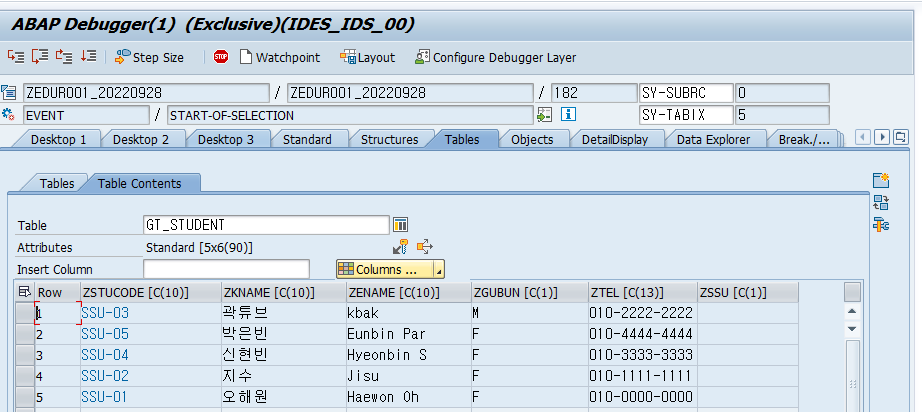 ABAP Debugger(1) (Exclusive)(IDES_IDS_00)
Step Size STOP Watchpoint Layout Configure Debugger Layer
ZEDUR001_20220928 / ZEDUR001_20220928 / 182 SY-SUBRC 0
EVENT / START-OF-SELECTION SY-TABIX 5
Desktop 1 Desktop 2 Desktop 3 Standard Structures Tables Objects DetailDisplay Data Explorer Break./...
Tables Table Contents
Table GT_STUDENT
Attributes Standard [5x6(90)]
Insert Column Columns ...
Row ZSTUCODE [C(10)] ZKNAME [C(10)] ZENAME [C(10)] ZGUBUN [C(1)] ZTEL [C(13)] ZSSU [C(1)]
1 SSU-03 곽튜브 kbak M 010-2222-2222
2 SSU-05 박은빈 Eunbin Par F 010-4444-4444
3 SSU-04 신현빈 Hyeonbin S F 010-3333-3333
4 SSU-02 지수 Jisu F 010-1111-1111
5 SSU-01 오해원 Haewon Oh F 010-0000-0000